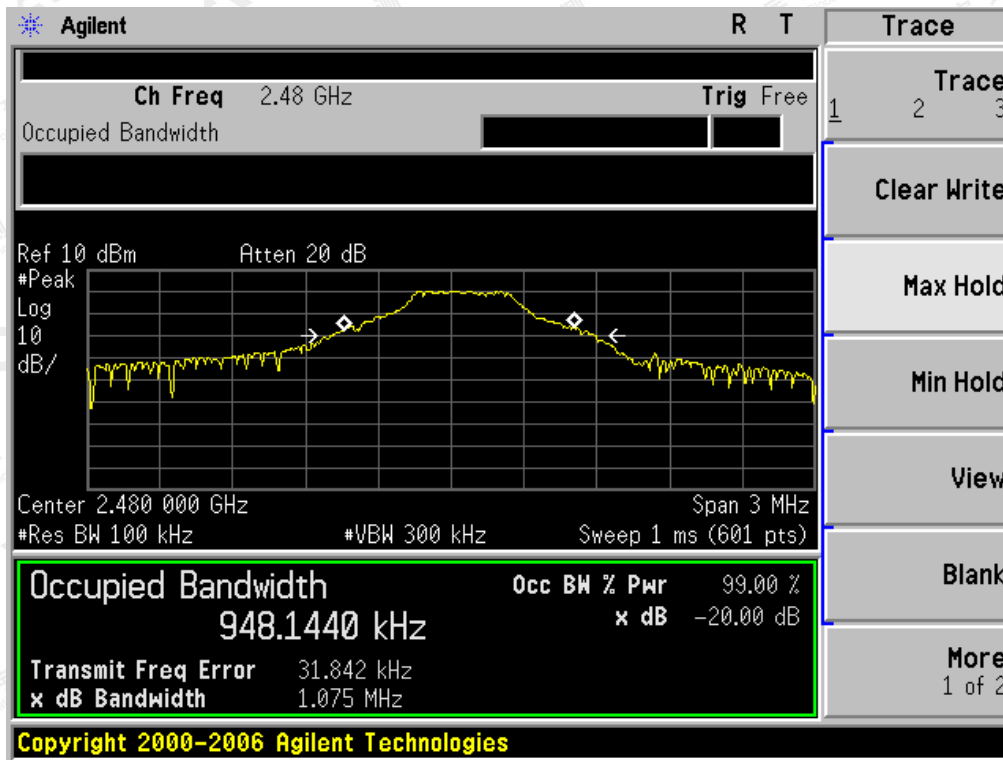 Agilent R T
Ch Freq 2.48 GHz Trig Free
Occupied Bandwidth
Ref 10 dBm Atten 20 dB
#Peak
Log
10
dB/
Center 2.480 000 GHz Span 3 MHz
#Res BW 100 kHz #VBW 300 kHz Sweep 1 ms (601 pts)
Occupied Bandwidth Occ BW % Pwr 99.00 %
948.1440 kHz x dB -20.00 dB
Transmit Freq Error 31.842 kHz
x dB Bandwidth 1.075 MHz
Copyright 2000-2006 Agilent Technologies
Trace
Trace
1 2 3
Clear Write
Max Hold
Min Hold
View
Blank
More
1 of 2